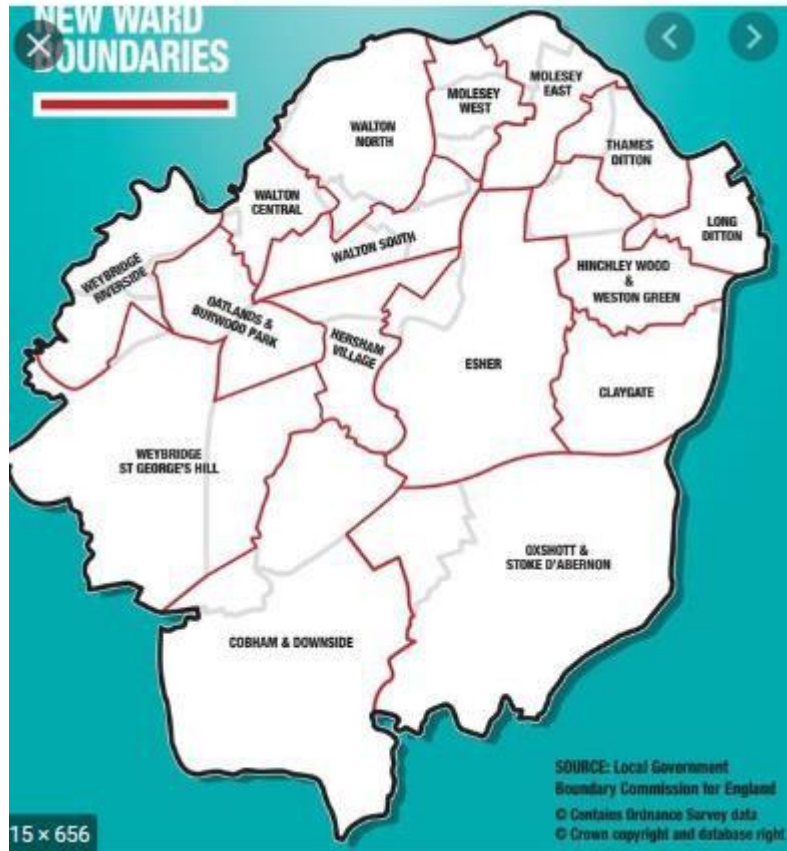 NEW WARD
BOUNDARIES
MOLESEY
EAST
MOLESEY
WEST
WALTON
NORTH
THAMES
DITTON
WALTON
CENTRAL
LONG
DITTON
WALTON SOUTH
WEYBRIDGE
RIVERSIDE
HINCHLEY WOOD
&
WESTON GREEN
OATLANDS &
BURWOOD PARK
HERSHAM
VILLAGE
ESHER
CLAYGATE
WEYBRIDGE
ST GEORGE'S HILL
OXSHOTT &
STOKE D'ABERNON
COBHAM & DOWNSIDE
SOURCE: Local Government
Boundary Commission for England
© Contains Ordnance Survey data
© Crown copyright and database right
15 × 656